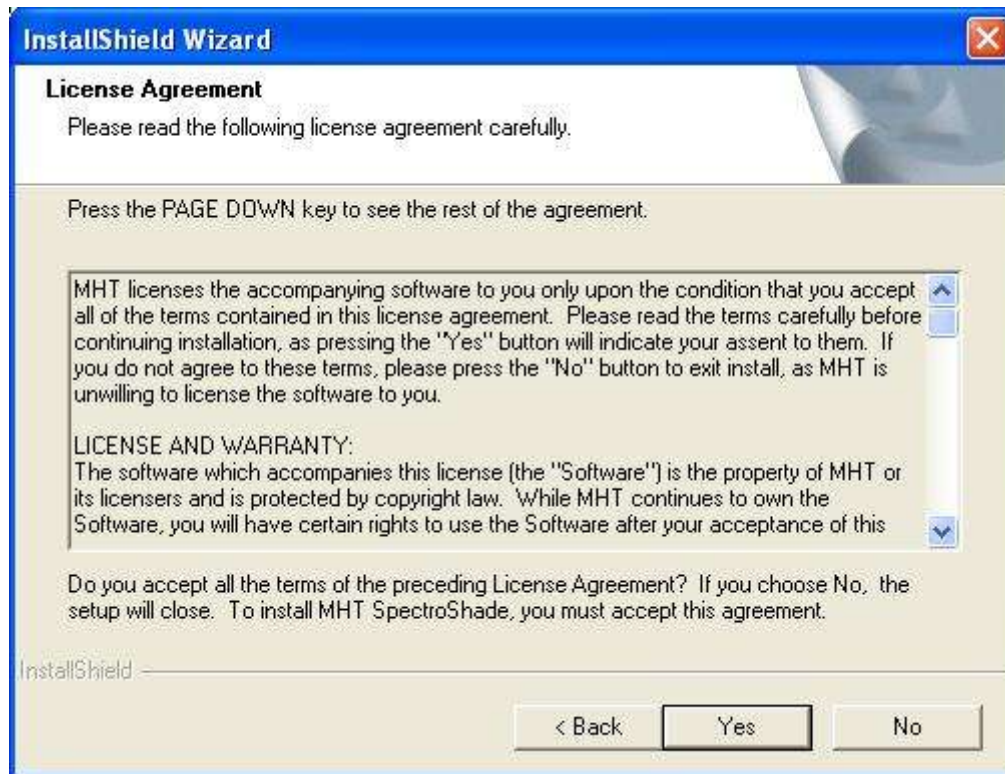 InstallShield Wizard
License Agreement
Please read the following license agreement carefully.
Press the PAGE DOWN key to see the rest of the agreement.
MHT licenses the accompanying software to you only upon the condition that you accept
all of the terms contained in this license agreement.  Please read the terms carefully before
continuing installation, as pressing the "Yes" button will indicate your assent to them.  If
you do not agree to these terms, please press the "No" button to exit install, as MHT is
unwilling to license the software to you.
LICENSE AND WARRANTY:
The software which accompanies this license (the "Software") is the property of MHT or
its licensers and is protected by copyright law.  While MHT continues to own the
Software, you will have certain rights to use the Software after your acceptance of this
Do you accept all the terms of the preceding License Agreement?  If you choose No,  the
setup will close.  To install MHT SpectroShade, you must accept this agreement.
InstallShield
< Back
Yes
No